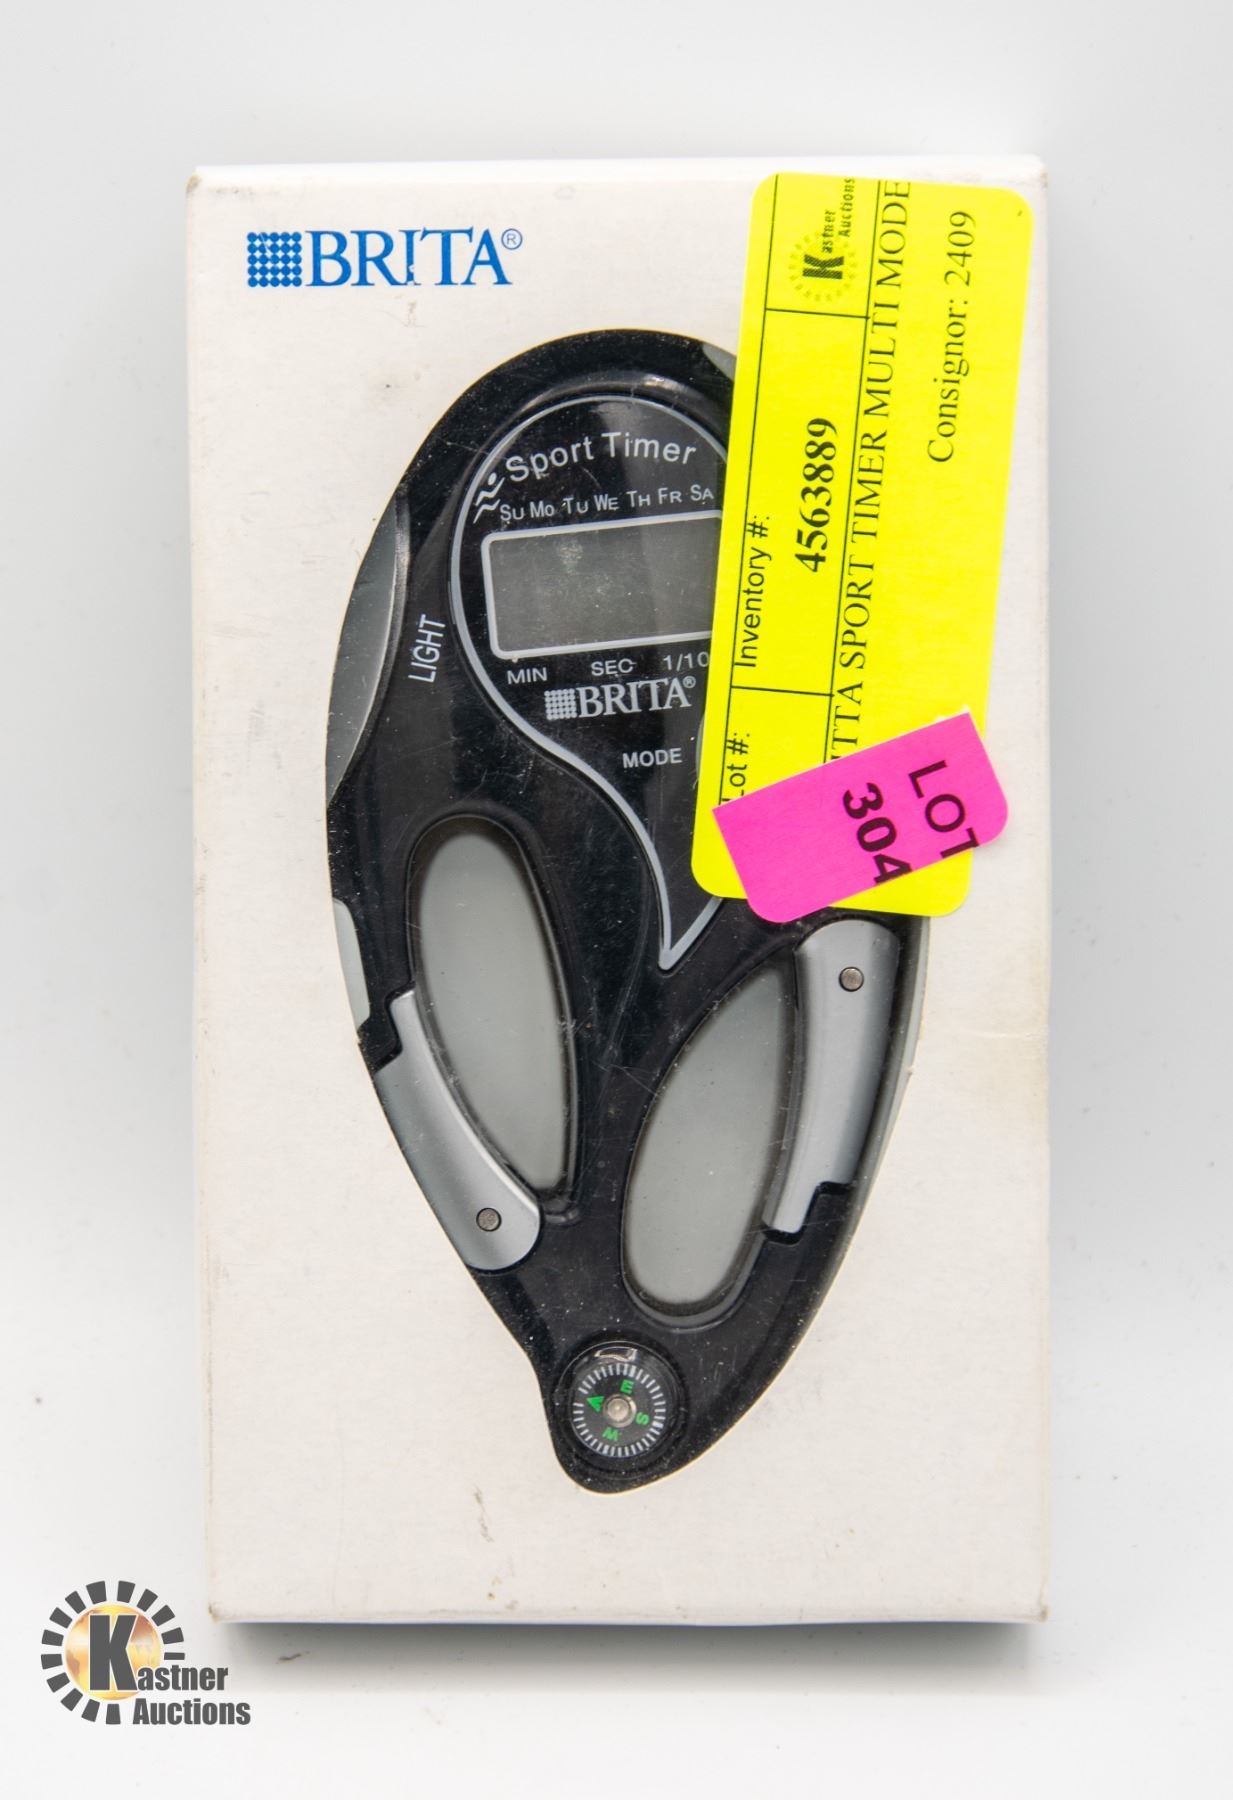 BRITA®
Sport Timer
SU MO TU WE TH FR SA
LIGHT
MIN SEC 1/10
BRITA®
MODE
Kastner
Auctions
Lot #:
Inventory #:
4563889
ITTA SPORT TIMER MULTI MODE
Consignor: 2409
LOT
304
E
S
W
Kastner
Auctions